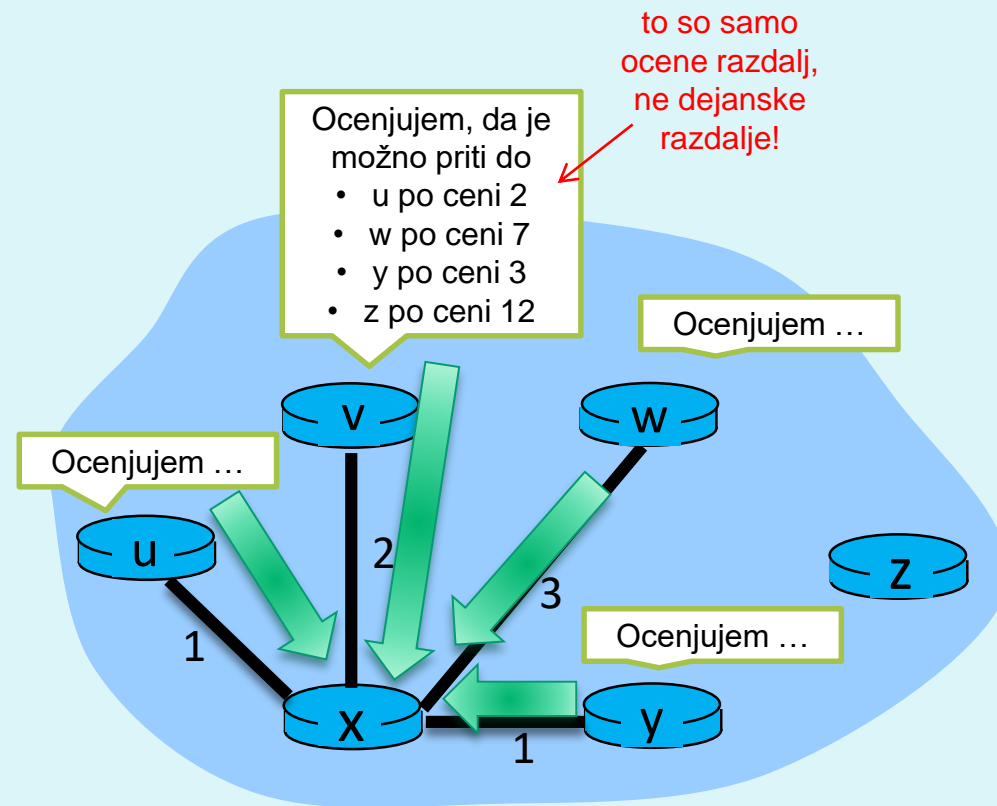 to so samo
ocene razdalj,
ne dejanske
razdalje!
Ocenjujem, da je
možno priti do
• u po ceni 2
• w po ceni 7
• y po ceni 3
• z po ceni 12
Ocenjujem …
v
w
Ocenjujem …
u
2
z
3
1
Ocenjujem …
x
y
1